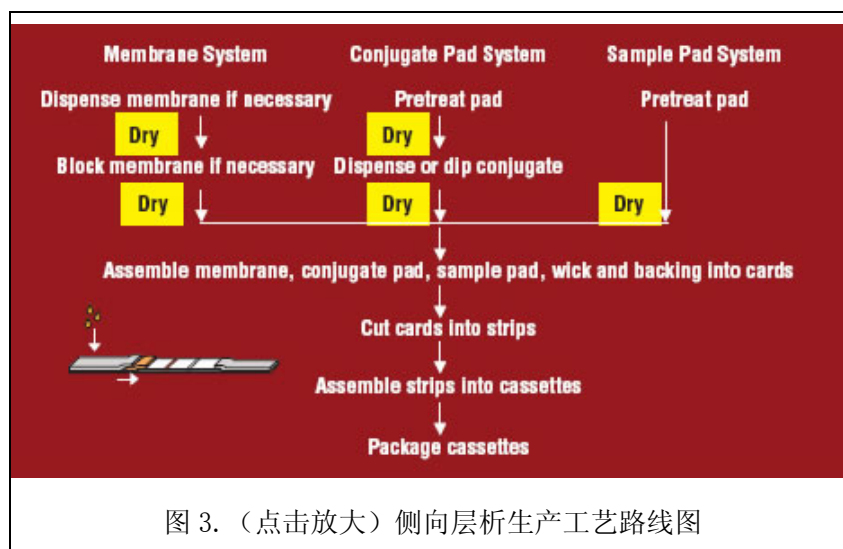 Membrane System Conjugate Pad System Sample Pad System
Dispense membrane if necessary Pretreat pad Pretreat pad
Dry Dry
Block membrane if necessary Dispense or dip conjugate
Dry Dry Dry
Assemble membrane, conjugate pad, sample pad, wick and backing into cards
Cut cards into strips
Assemble strips into cassettes
Package cassettes
图 3. （点击放大）侧向层析生产工艺路线图